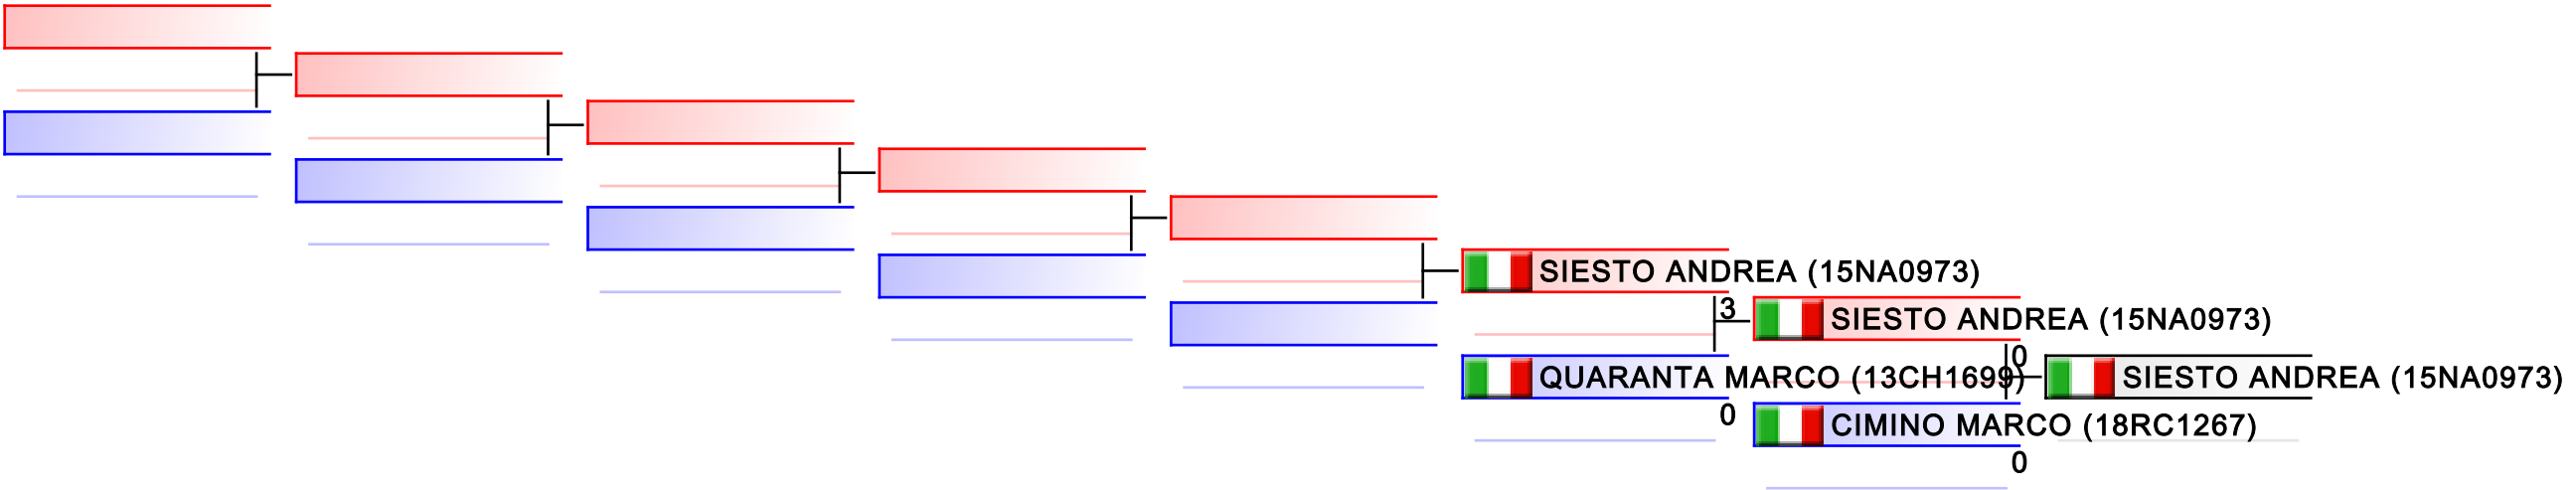 SIESTO ANDREA (15NA0973)
3
SIESTO ANDREA (15NA0973)
0
QUARANTA MARCO (13CH1699)
SIESTO ANDREA (15NA0973)
0
CIMINO MARCO (18RC1267)
0